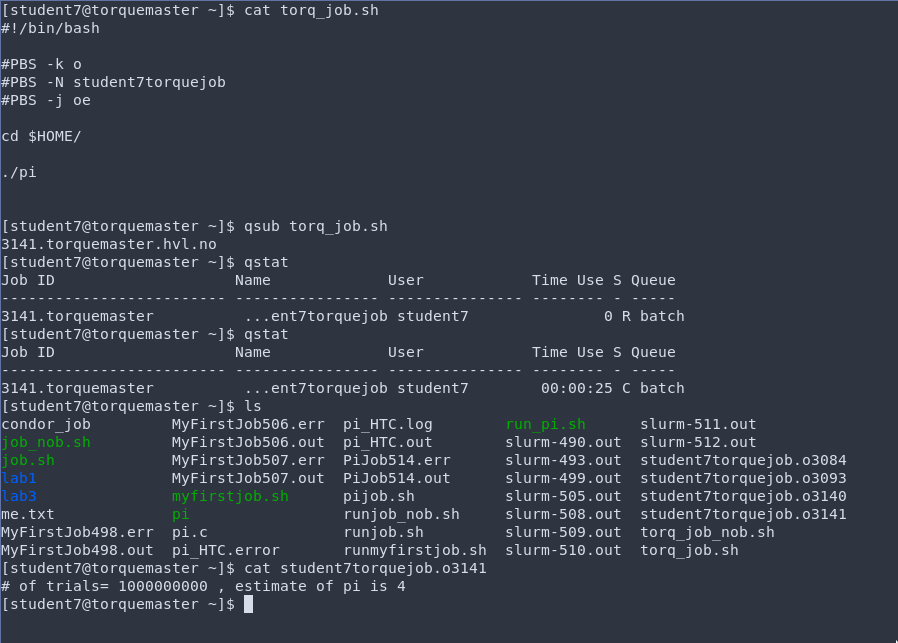 [student7@torquemaster ~]$ cat torq_job.sh
#!/bin/bash
#PBS -k o
#PBS -N student7torquejob
#PBS -j oe
cd $HOME/
./pi
[student7@torquemaster ~]$ qsub torq_job.sh
3141.torquemaster.hvl.no
[student7@torquemaster ~]$ qstat
Job ID                    Name             User            Time Use S Queue
------------------------- ---------------- --------------- -------- - -----
3141.torquemaster          ...ent7torquejob student7               0 R batch
[student7@torquemaster ~]$ qstat
Job ID                    Name             User            Time Use S Queue
------------------------- ---------------- --------------- -------- - -----
3141.torquemaster          ...ent7torquejob student7        00:00:25 C batch
[student7@torquemaster ~]$ ls
condor_job         MyFirstJob506.err  pi_HTC.log        run_pi.sh      slurm-511.out
job_nob.sh         MyFirstJob506.out  pi_HTC.out        slurm-490.out  slurm-512.out
job.sh             MyFirstJob507.err  PiJob514.err      slurm-493.out  student7torquejob.o3084
lab1               MyFirstJob507.out  PiJob514.out      slurm-499.out  student7torquejob.o3093
lab3               myfirstjob.sh      pijob.sh          slurm-505.out  student7torquejob.o3140
me.txt             pi                 runjob_nob.sh     slurm-508.out  student7torquejob.o3141
MyFirstJob498.err  pi.c               runjob.sh         slurm-509.out  torq_job_nob.sh
MyFirstJob498.out  pi_HTC.error       runmyfirstjob.sh  slurm-510.out  torq_job.sh
[student7@torquemaster ~]$ cat student7torquejob.o3141
# of trials= 1000000000 , estimate of pi is 4
[student7@torquemaster ~]$